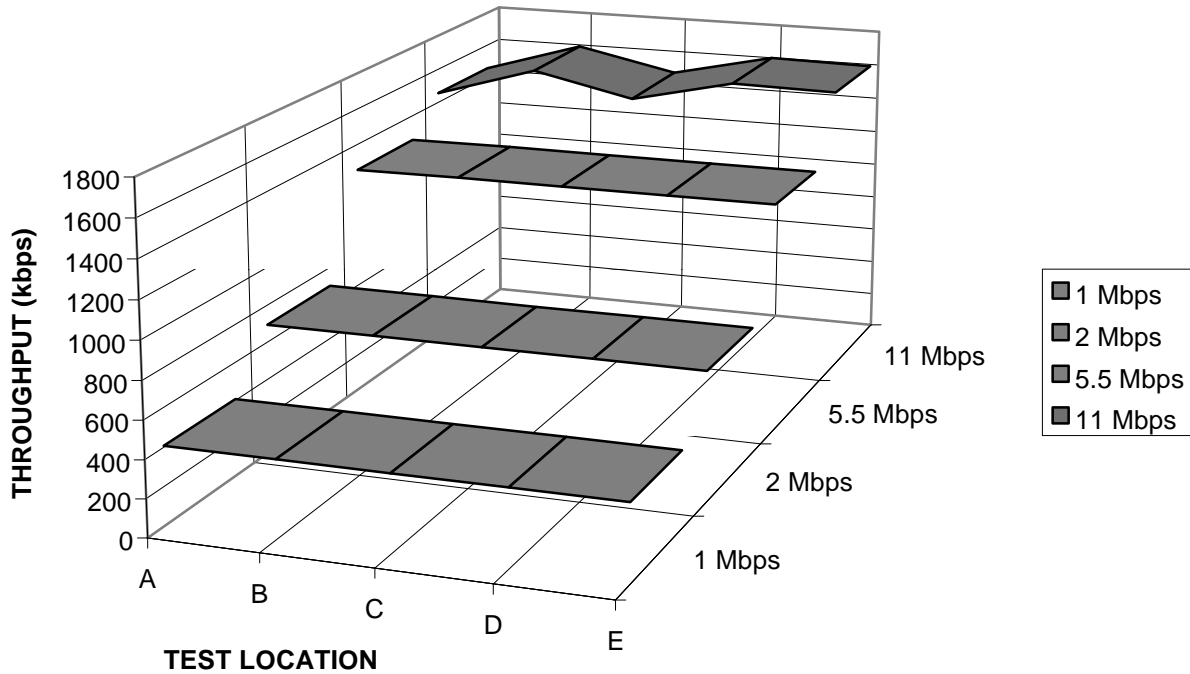 THROUGHPUT (kbps)
1800
1600
1400
1200
1000
800
600
400
200
0
A
B
C
D
E
TEST LOCATION
1 Mbps
2 Mbps
5.5 Mbps
11 Mbps
1 Mbps
2 Mbps
5.5 Mbps
11 Mbps